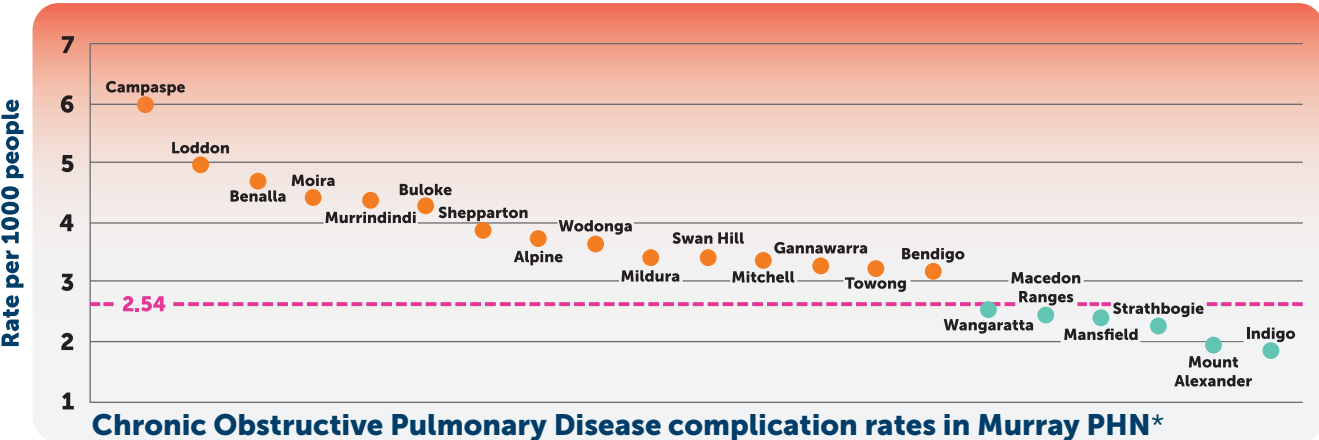 Rate per 1000 people
7
6
5
4
3
2
1
Campaspe
Loddon
Benalla
Moira
Murrindindi
Buloke
Shepparton
Alpine
Wodonga
Mildura
Swan Hill
Mitchell
Gannawarra
Towong
Bendigo
2.54
Wangaratta
Macedon
Ranges
Mansfield
Strathbogie
Mount
Alexander
Indigo
Chronic Obstructive Pulmonary Disease complication rates in Murray PHN*